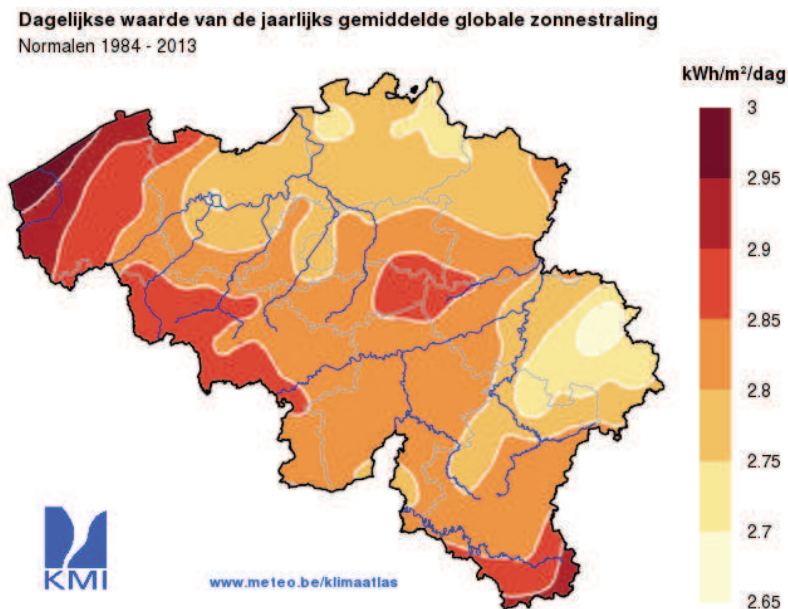 Dagelijkse waarde van de jaarlijks gemiddelde globale zonnestraling
Normalen 1984 - 2013
kWh/m²/dag
3
2.95
2.9
2.85
2.8
2.75
2.7
2.65
KMI
www.meteo.be/klimaatlas